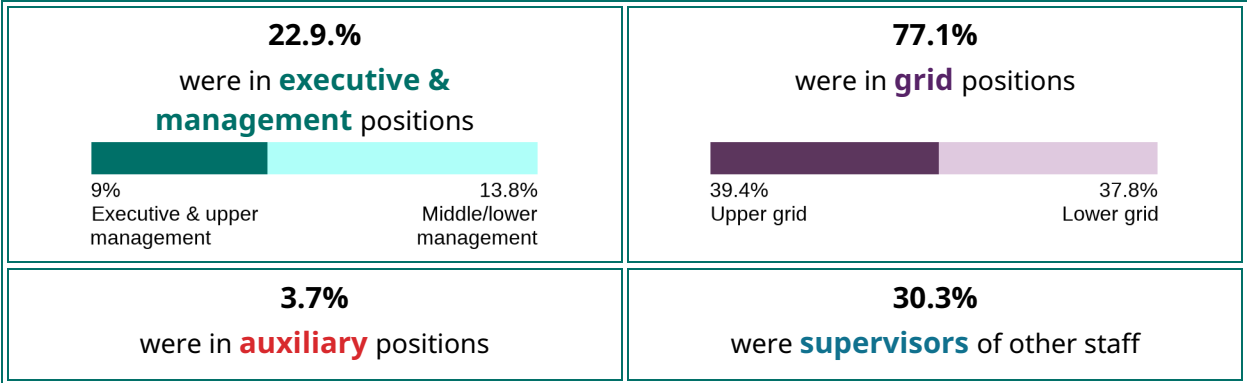 22.9.%
were in executive &
management positions
9%
13.8%
Executive & upper
management
Middle/lower
management
77.1%
were in grid positions
39.4%
37.8%
Upper grid
Lower grid
3.7%
were in auxiliary positions
30.3%
were supervisors of other staff